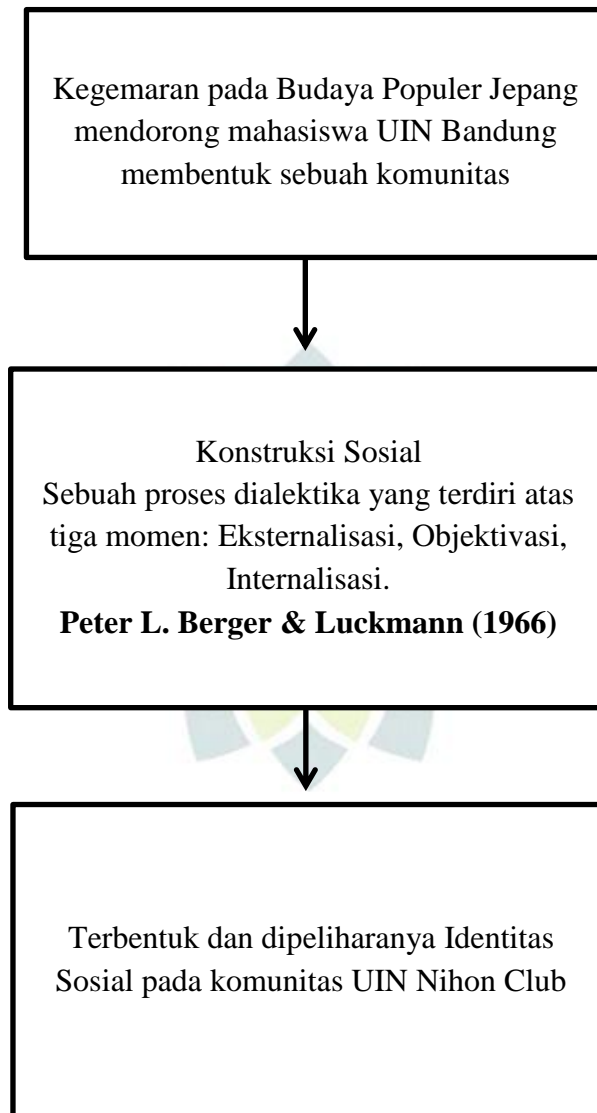 Kegemaran pada Budaya Populer Jepang
mendorong mahasiswa UIN Bandung
membentuk sebuah komunitas
Konstruksi Sosial
Sebuah proses dialektika yang terdiri atas
tiga momen: Eksternalisasi, Objektivasi,
Internalisasi.
Peter L. Berger & Luckmann (1966)
Terbentuk dan dipeliharanya Identitas
Sosial pada komunitas UIN Nihon Club